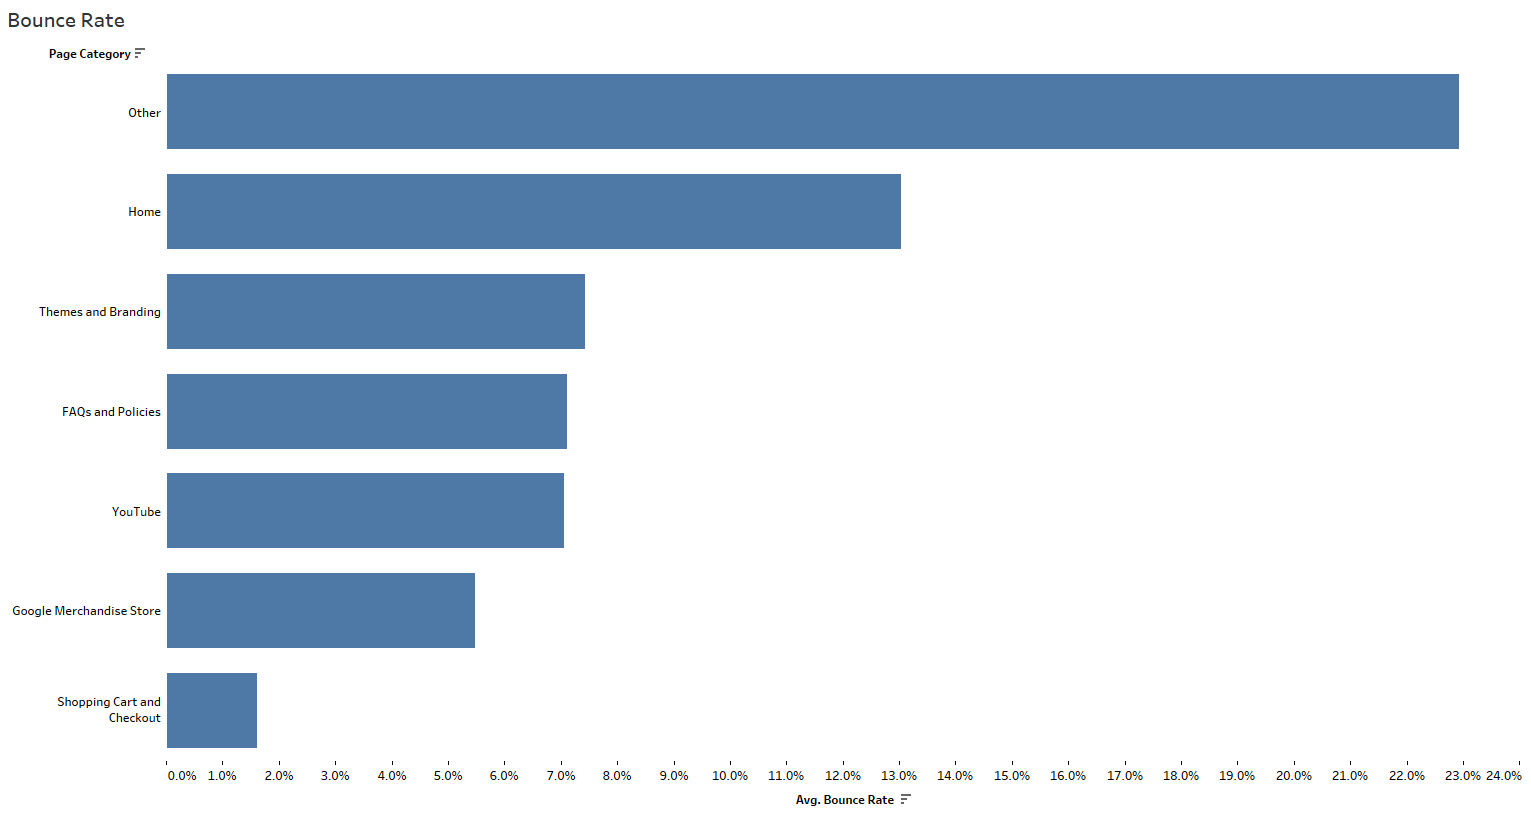 Bounce Rate
Page Category
Other
Home
Themes and Branding
FAQs and Policies
YouTube
Google Merchandise Store
Shopping Cart and
Checkout
0.0% 1.0% 2.0% 3.0% 4.0% 5.0% 6.0% 7.0% 8.0% 9.0% 10.0% 11.0% 12.0% 13.0% 14.0% 15.0% 16.0% 17.0% 18.0% 19.0% 20.0% 21.0% 22.0% 23.0% 24.0%
Avg. Bounce Rate